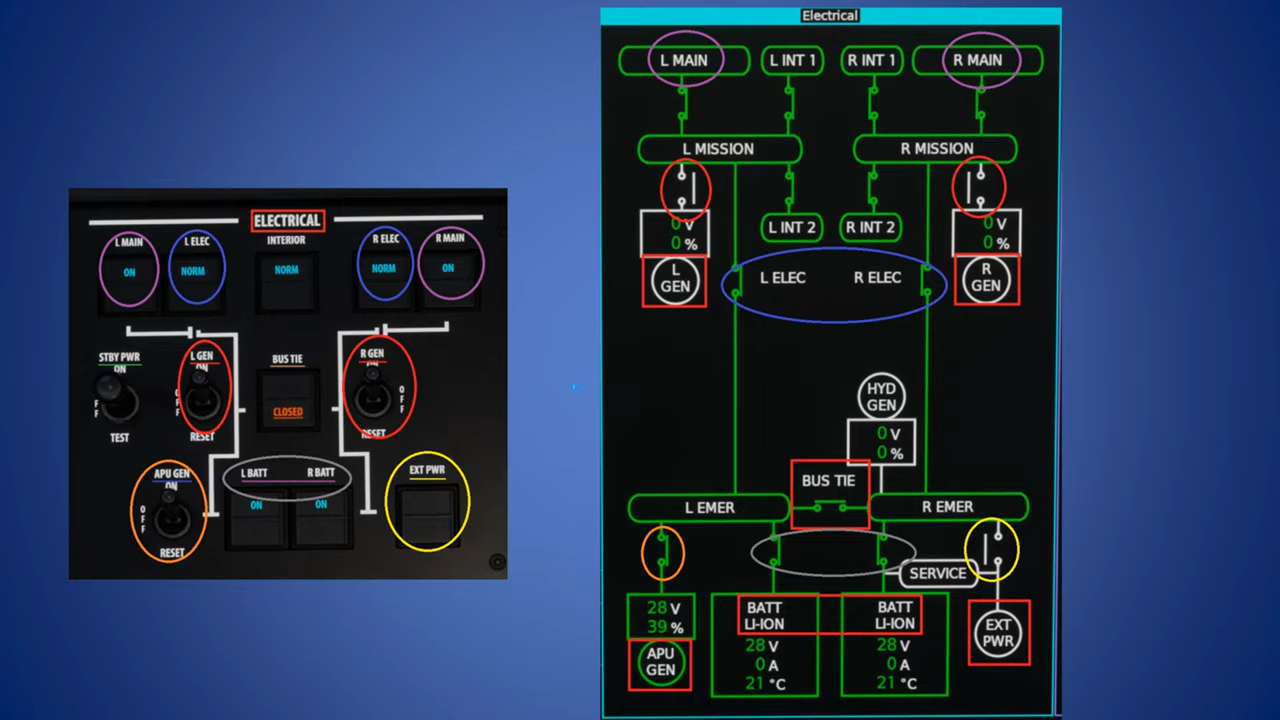 ELECTRICAL
L MAIN
L ELEC
INTERIOR
R ELEC
R MAIN
ON
NORM
NORM
NORM
ON
STBY PWR
ON
OFF
TEST
L GEN
ON
OFF
RESET
BUS TIE
CLOSED
R GEN
ON
OFF
RESET
APU GEN
ON
OFF
RESET
L BATT
R BATT
ON
ON
EXT PWR
Electrical
L MAIN
L INT 1
R INT 1
R MAIN
L MISSION
R MISSION
0 V
0 %
L INT 2
R INT 2
0 V
0 %
L
GEN
L ELEC
R ELEC
R
GEN
HYD
GEN
0 V
0 %
BUS TIE
L EMER
R EMER
SERVICE
28 V
39 %
APU
GEN
BATT
LI-ION
28 V
0 A
21 °C
BATT
LI-ION
28 V
0 A
21 °C
EXT
PWR